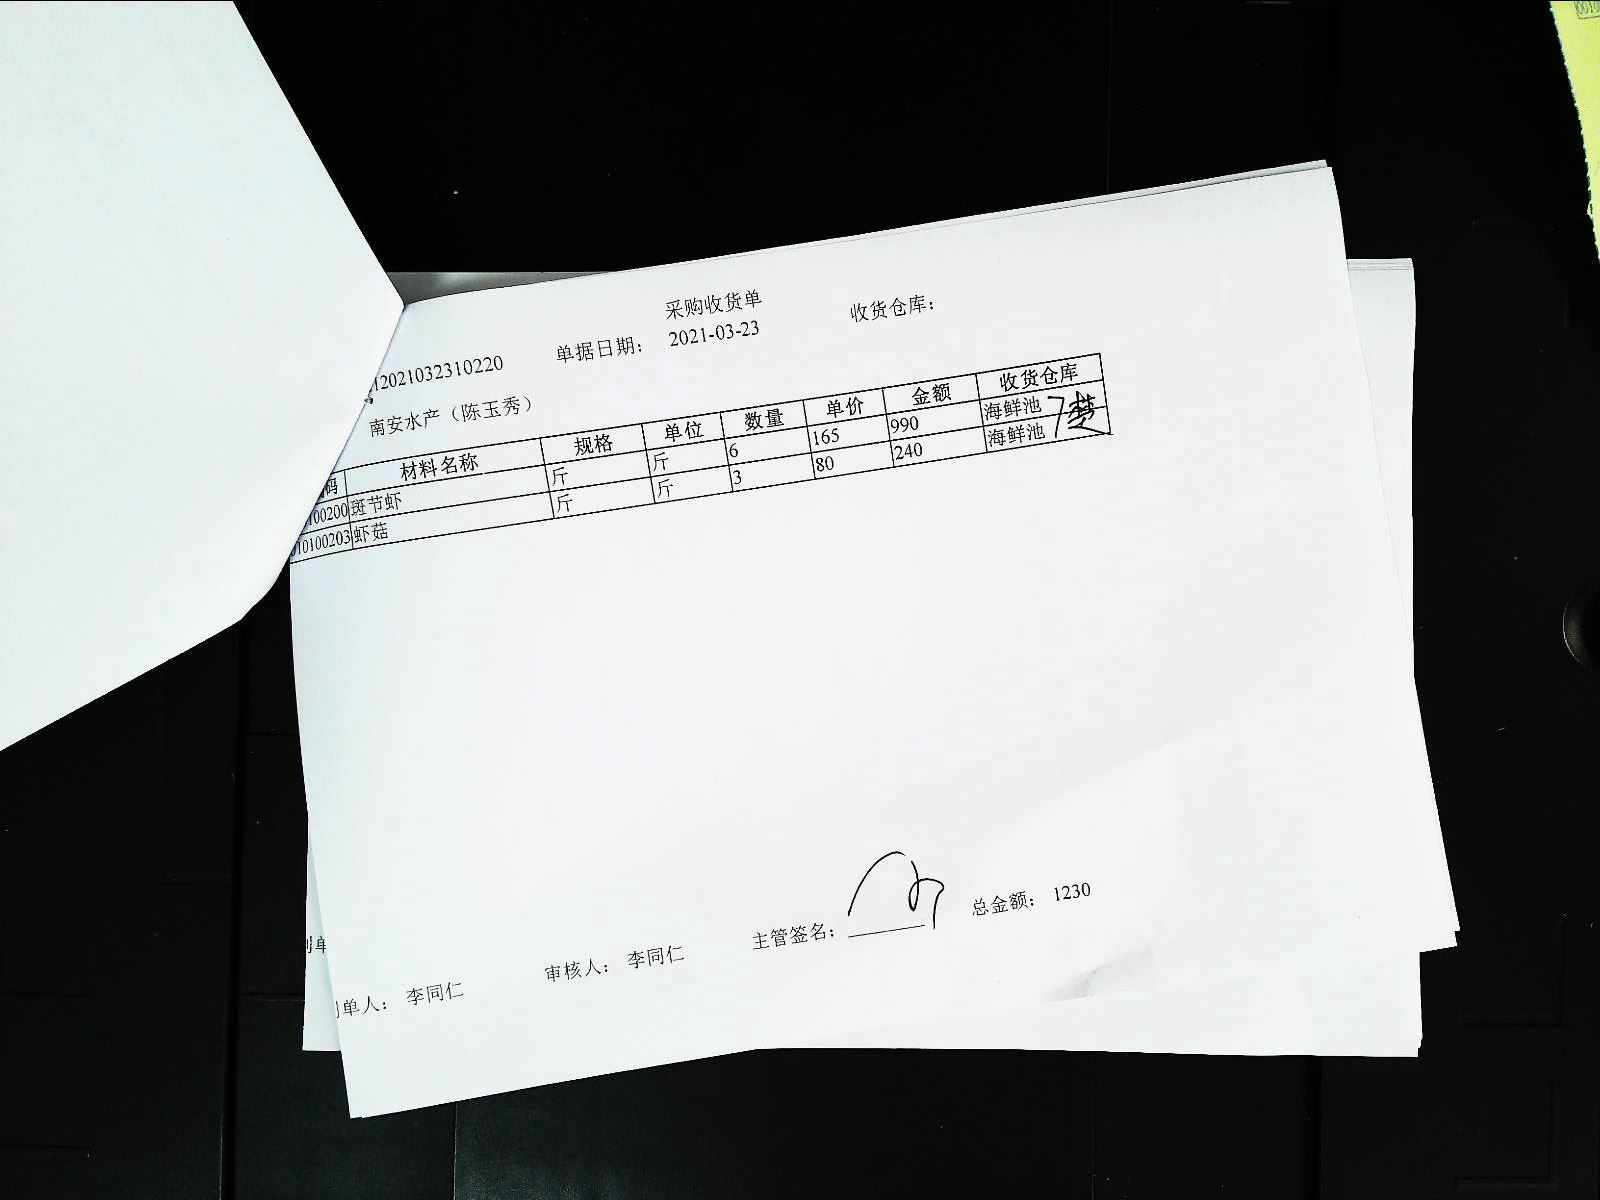 采购收货单
12021032310220 单据日期： 2021-03-23 收货仓库：
南安水产（陈玉秀）
码 材料名称 规格 单位 数量 单价 金额 收货仓库
100200 斑节虾 斤 斤 6 165 990 海鲜池
010100203 虾菇 斤 斤 3 80 240 海鲜池
主管签名： 总金额： 1230
单人： 李同仁 审核人： 李同仁
单